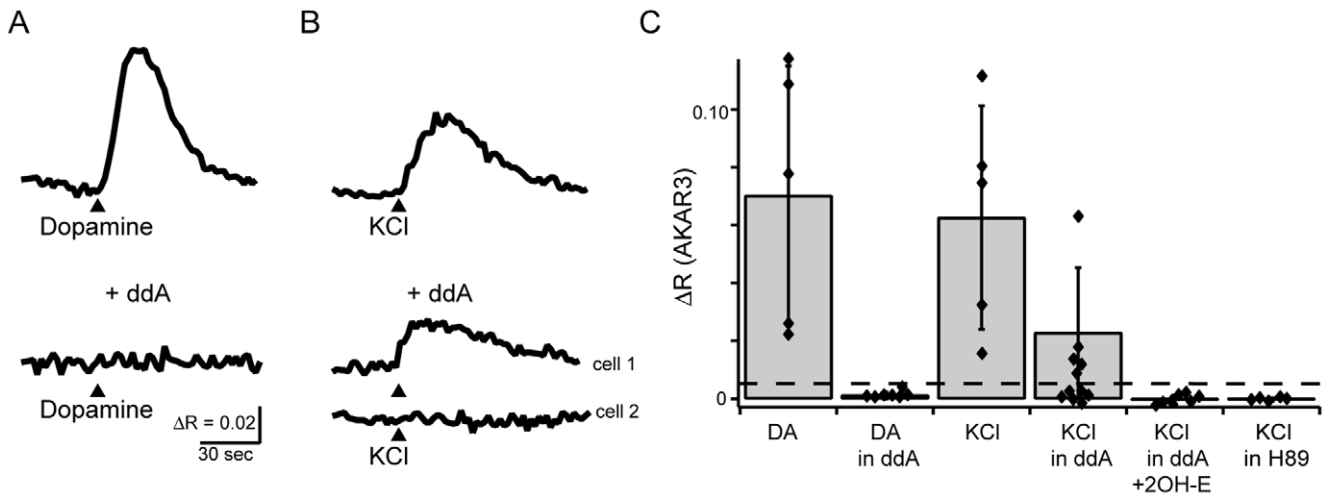 A
Dopamine
+ ddA
Dopamine
ΔR = 0.02
30 sec
B
KCl
+ ddA
cell 1
cell 2
KCl
C
ΔR (AKAR3)
0.10
0
DA
DA
in ddA
KCl
KCl
in ddA
KCl
in ddA
+2OH-E
KCl
in H89